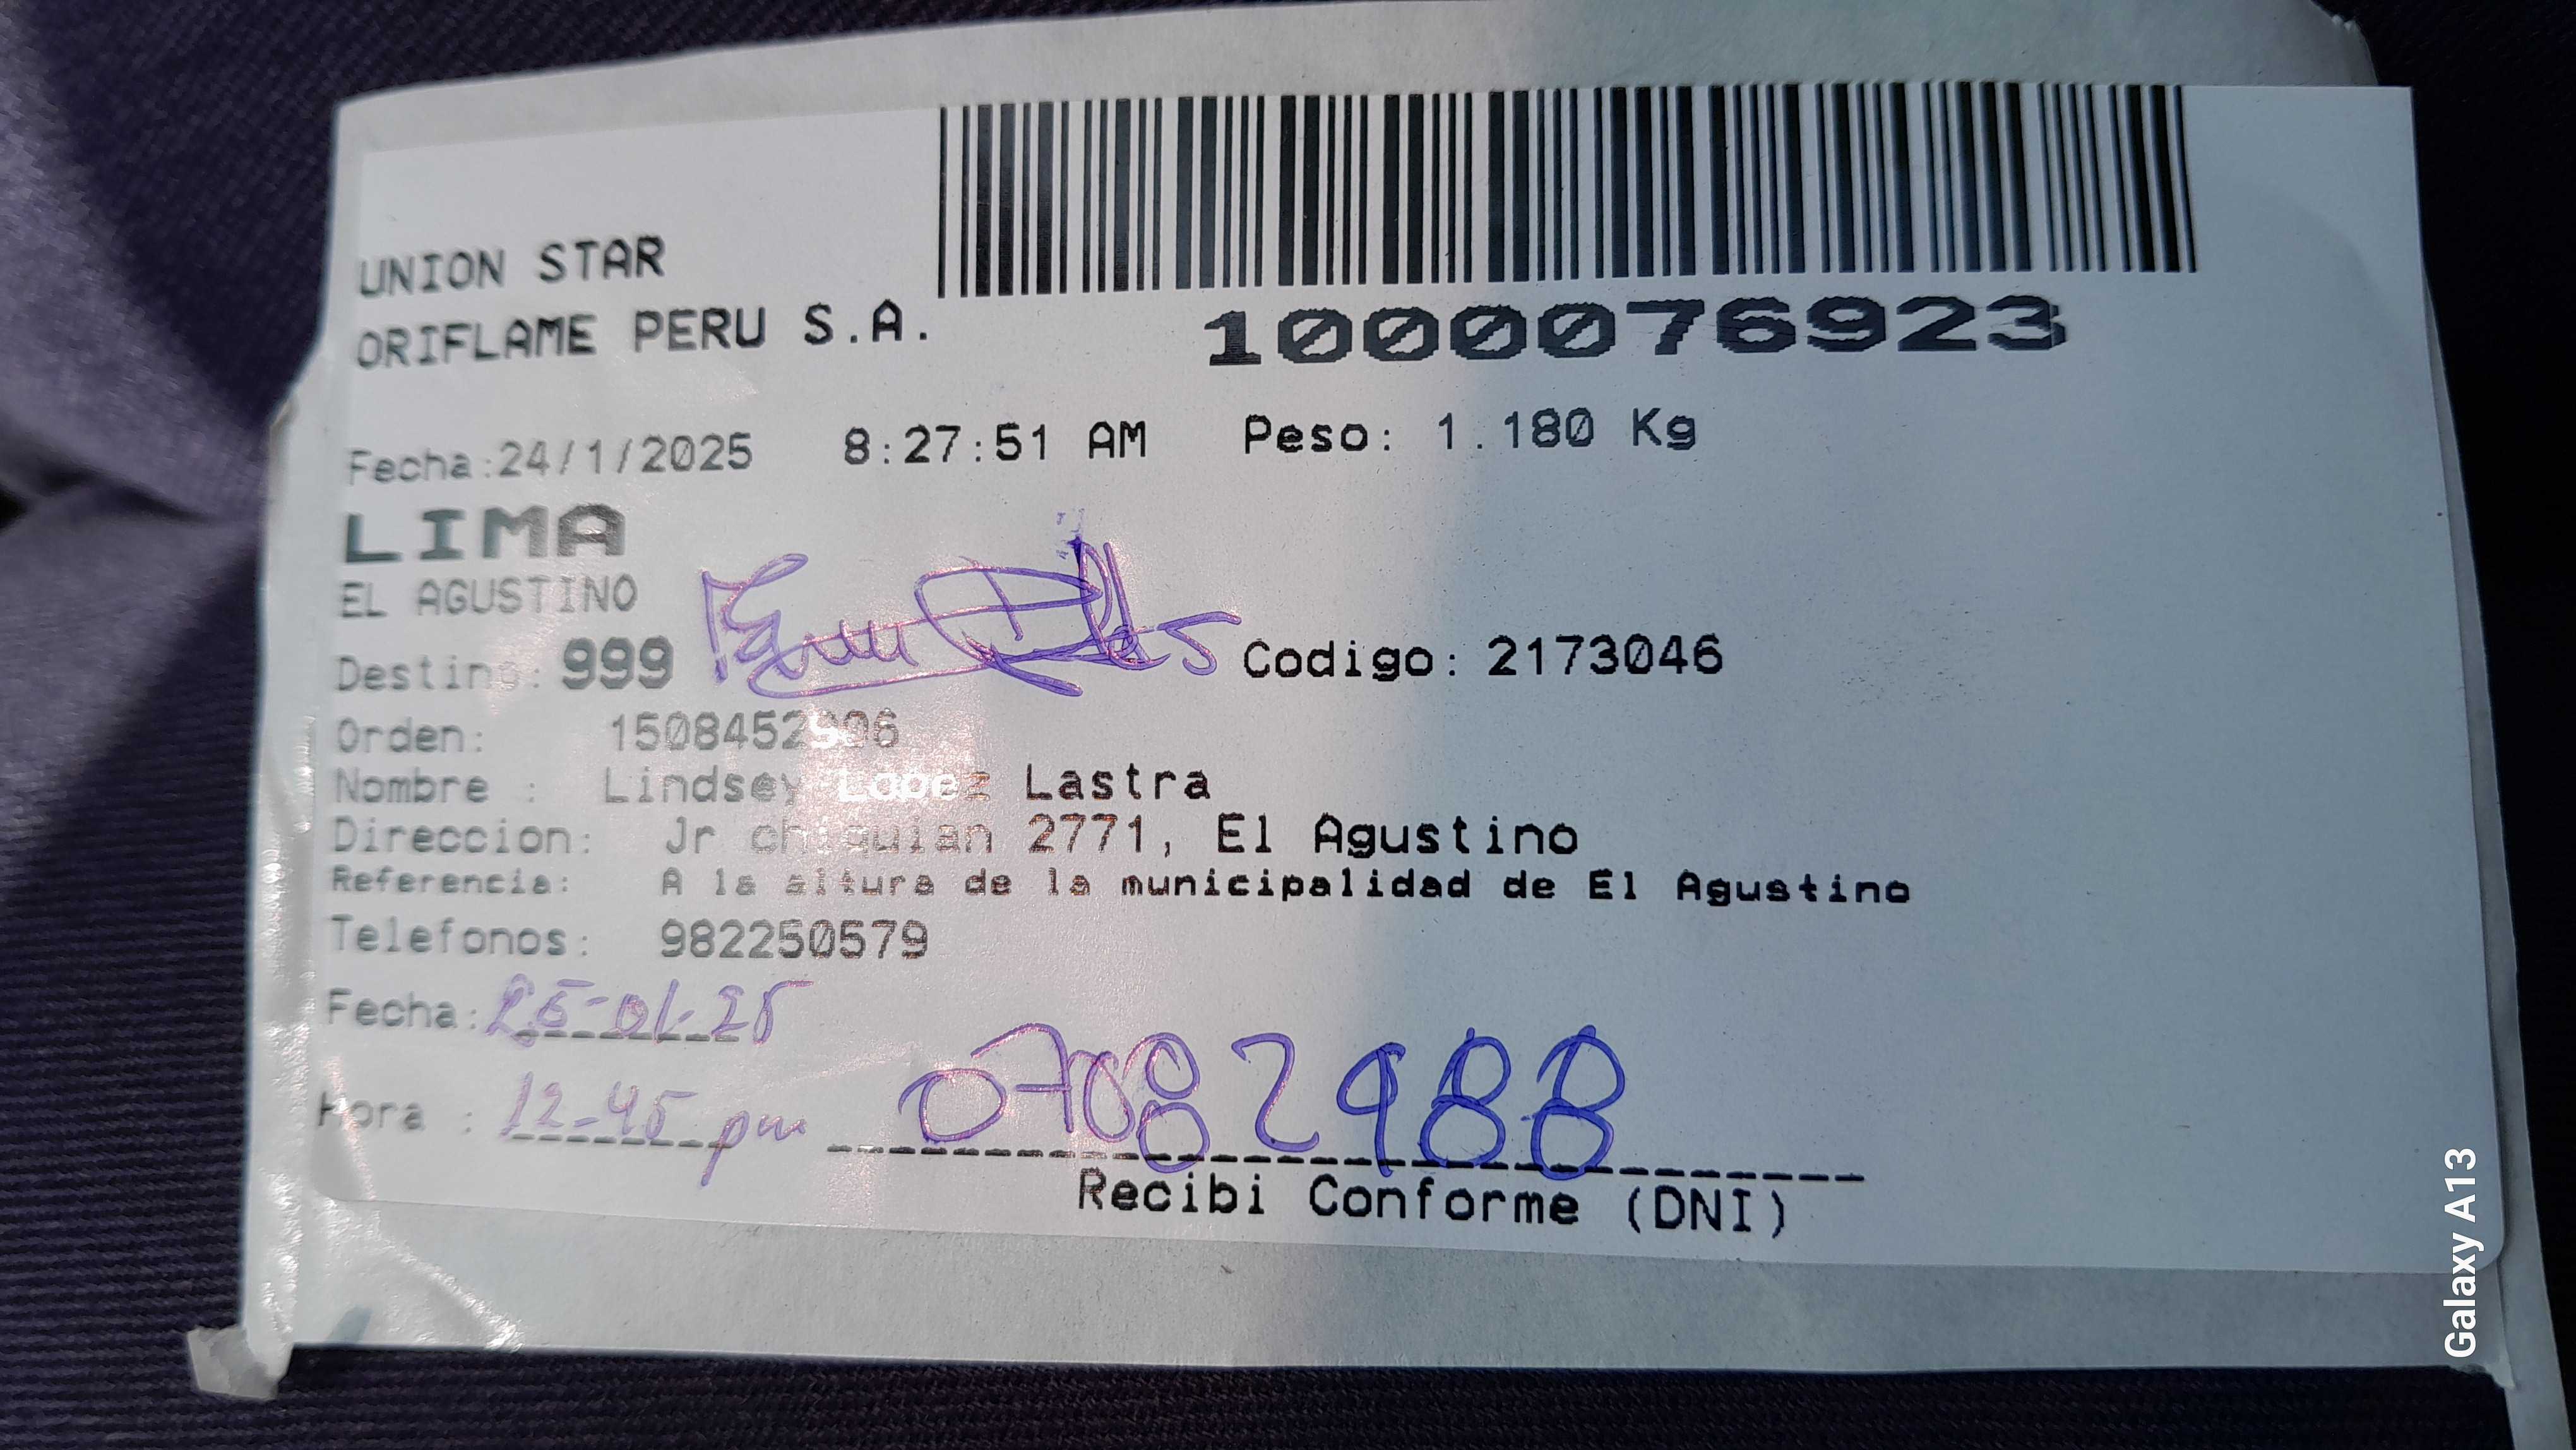 UNION STAR
ORIFLAME PERU S.A.
1000076923
Fecha:24/1/2025 8:27:51 AM Peso: 1.180 Kg
LIMA
EL AGUSTINO
Destino: 999 Codigo: 2173046
Orden:
Nombre : Lindsey Lopez Lastra
Direccion: Jr chiquian 2771, El Agustino
Referencia: A la altura de la municipalidad de El Agustino
Telefonos: 982250579
Fecha: 25-01-25
Hora : 12-45 pm 07082988
Recibi Conforme (DNI)
Galaxy A13